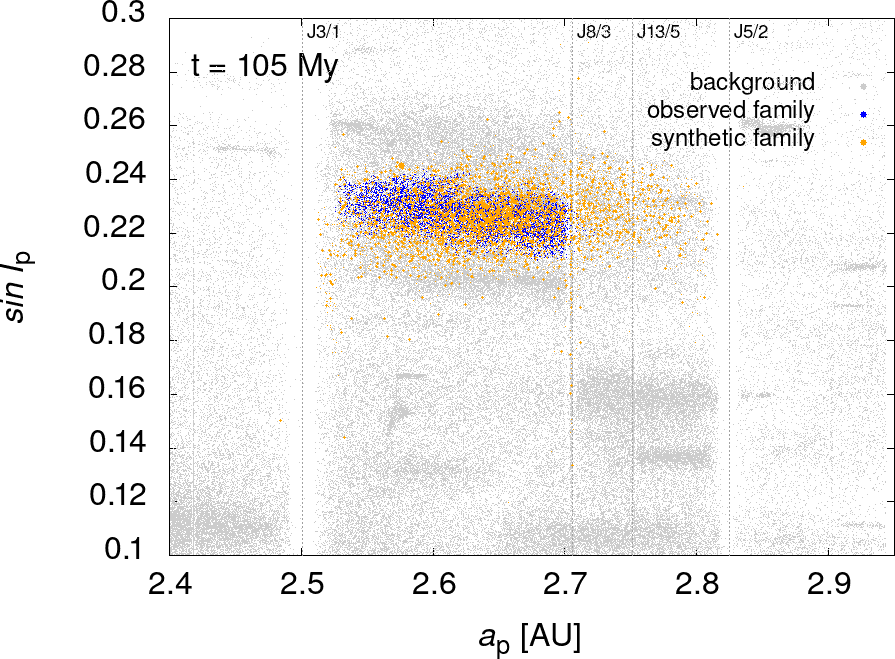 0.3
0.28
0.26
0.24
0.22
0.2
0.18
0.16
0.14
0.12
0.1
sin Ip
J3/1
J8/3
J13/5
J5/2
t = 105 My
background
observed family
synthetic family
2.4
2.5
2.6
2.7
2.8
2.9
ap [AU]